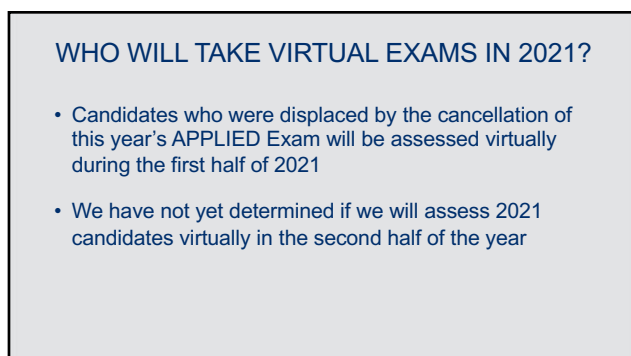 WHO WILL TAKE VIRTUAL EXAMS IN 2021?
• Candidates who were displaced by the cancellation of
this year’s APPLIED Exam will be assessed virtually
during the first half of 2021
• We have not yet determined if we will assess 2021
candidates virtually in the second half of the year